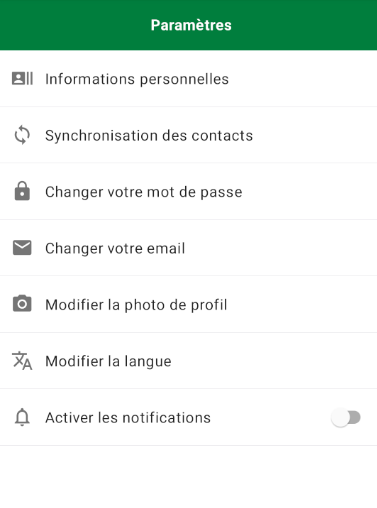 Paramètres
Informations personnelles
Synchronisation des contacts
Changer votre mot de passe
Changer votre email
Modifier la photo de profil
Modifier la langue
Activer les notifications